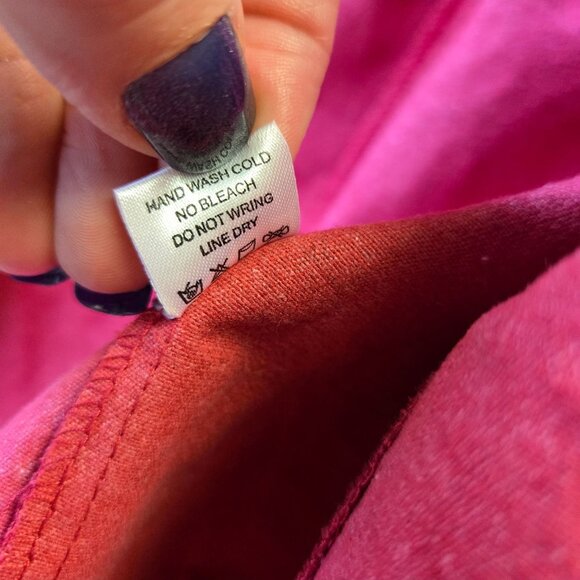 HAND WASH COLD
NO BLEACH
DO NOT WRING
LINE DRY